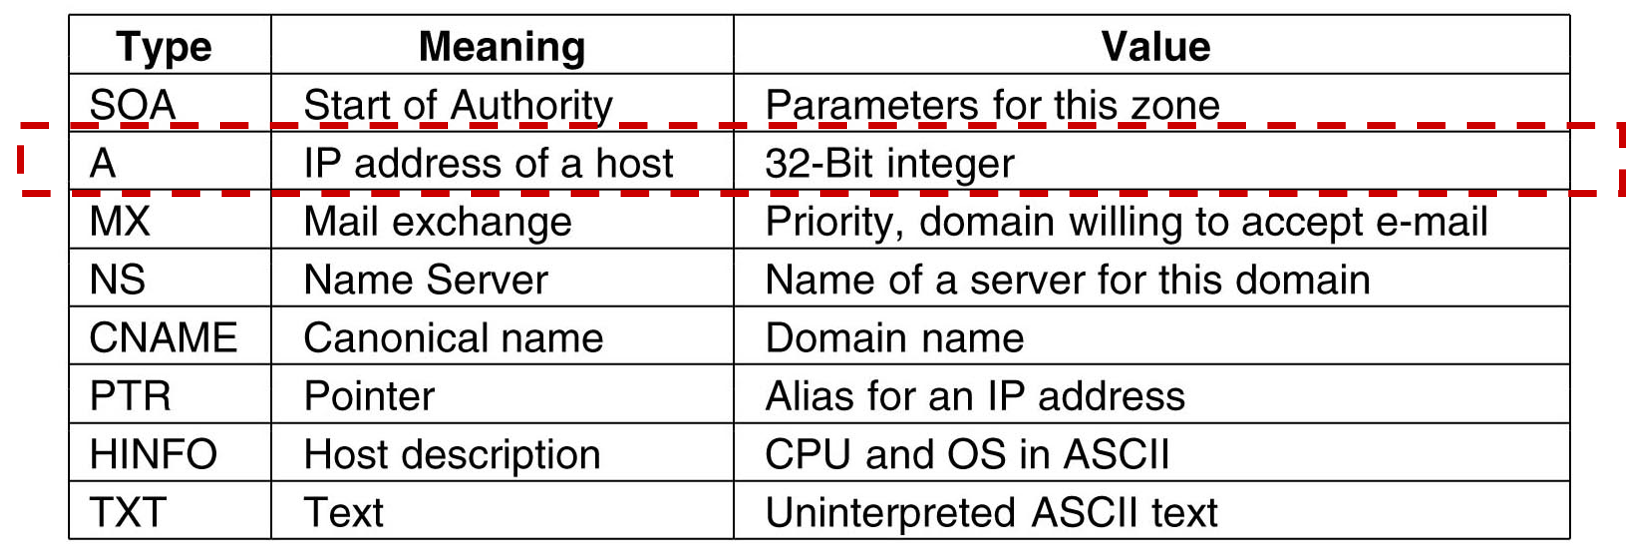 Type Meaning Value
SOA Start of Authority Parameters for this zone
A IP address of a host 32-Bit integer
MX Mail exchange Priority, domain willing to accept e-mail
NS Name Server Name of a server for this domain
CNAME Canonical name Domain name
PTR Pointer Alias for an IP address
HINFO Host description CPU and OS in ASCII
TXT Text Uninterpreted ASCII text